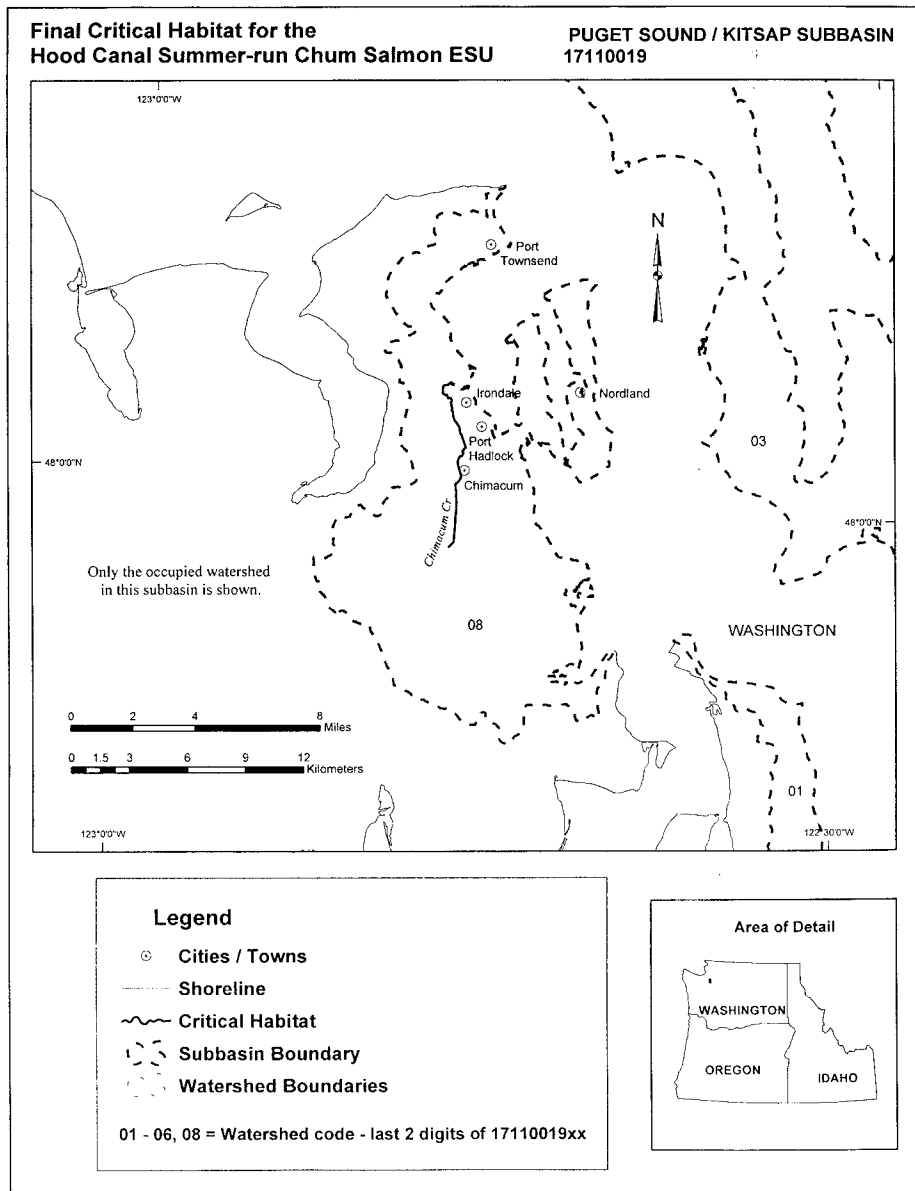 Final Critical Habitat for the
Hood Canal Summer-run Chum Salmon ESU
PUGET SOUND / KITSAP SUBBASIN
17110019
123°0'0"W
N
Port
Townsend
Irondale
Nordland
Port
Hadlock
03
48°0'0"N
Chimacum
48°0'0"N
Chimacum Cr
Only the occupied watershed
in this subbasin is shown.
08
WASHINGTON
0 2 4 8
Miles
0 1.5 3 6 9 12
Kilometers
01
123°0'0"W
122°30'0"W
Legend
Cities / Towns
Shoreline
Critical Habitat
Subbasin Boundary
Watershed Boundaries
01 - 06, 08 = Watershed code - last 2 digits of 17110019xx
Area of Detail
WASHINGTON
OREGON
IDAHO